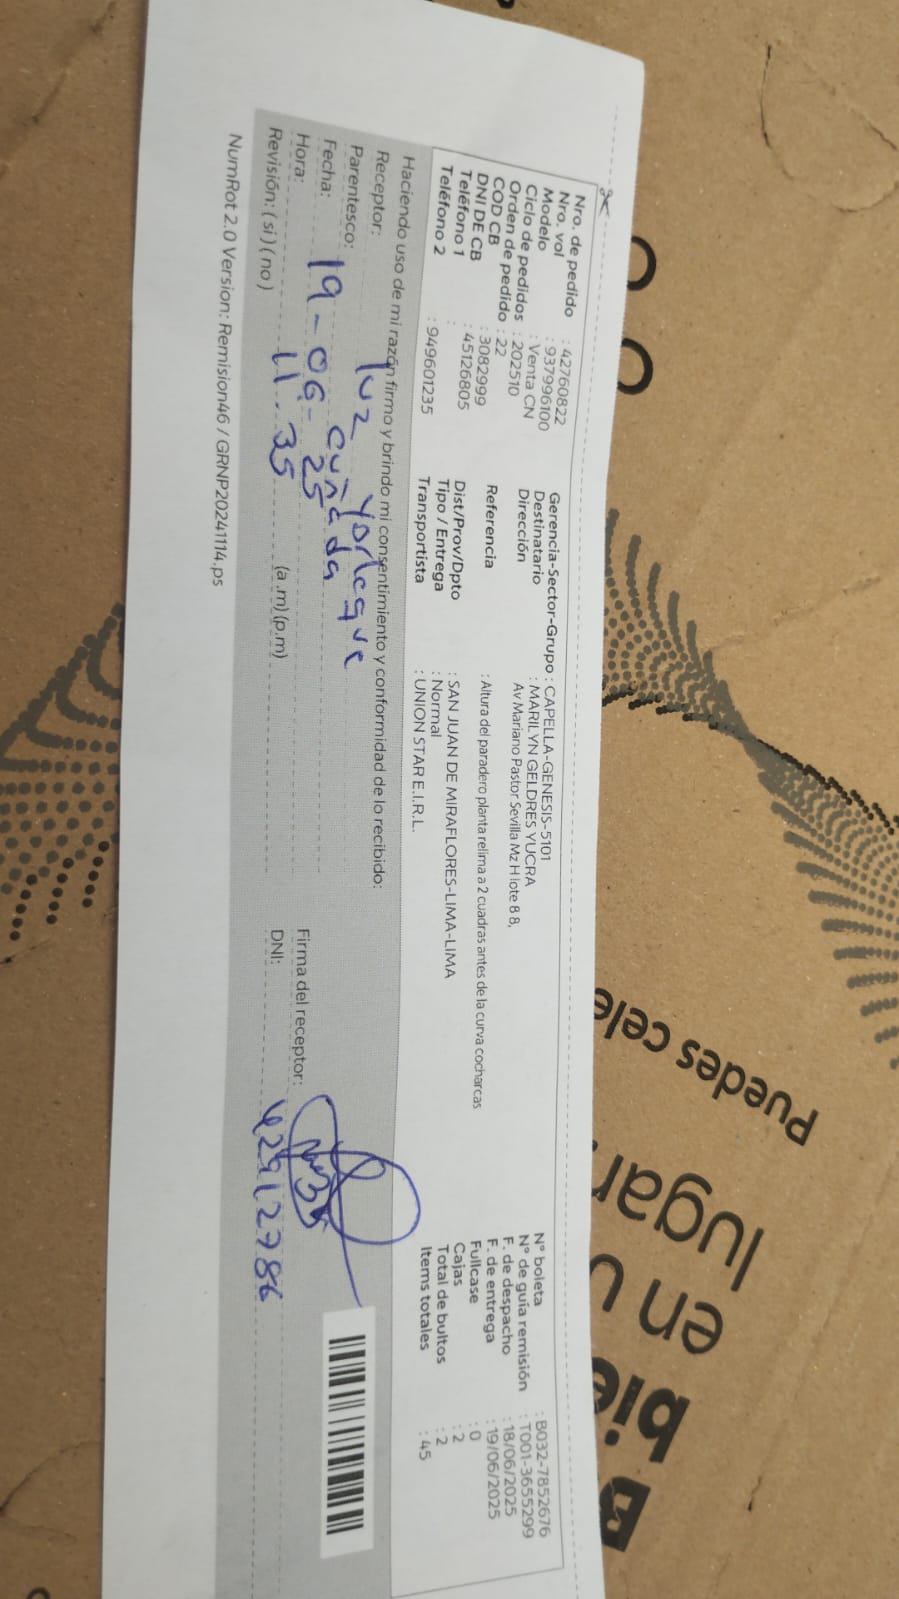 Nro. de pedido : 42760822
Nro. vol : 937996100
Modelo : Venta CN
Ciclo de pedidos : 202510
Orden de pedido : 22
COD CB : 3082999
DNI DE CB : 45126805
Teléfono 1 :
Teléfono 2 : 949601235
Gerencia-Sector-Grupo : CAPELLA-GENESIS-5101
Destinatario : MARILYN GELDRES YUCRA
Dirección Av Mariano Pastor Sevilla Mz H lote 8 8,
Referencia : Altura del paradero planta relima a 2 cuadras antes de la curva cocharcas
Dist/Prov/Dpto : SAN JUAN DE MIRAFLORES-LIMA-LIMA
Tipo / Entrega : Normal
Transportista : UNION STAR E.I.R.L.
N° boleta : B032-7852676
N° de guía remisión : T001-3655299
F. de despacho : 18/06/2025
F. de entrega : 19/06/2025
Fullcase : 0
Cajas : 2
Total de bultos : 2
Items totales : 45
Haciendo uso de mi razón firmo y brindo mi consentimiento y conformidad de lo recibido:
Receptor: luz yorleque
Parentesco: cuñada
Fecha: 19-06-25
Hora: 11.35 (a.m)(p.m)
Revisión: ( si ) ( no )
Firma del receptor:
DNI: 42912786
NumRot 2.0 Version: Remision46 / GRNP20241114.ps
Puedes cele
lugar.
en u
bie
B